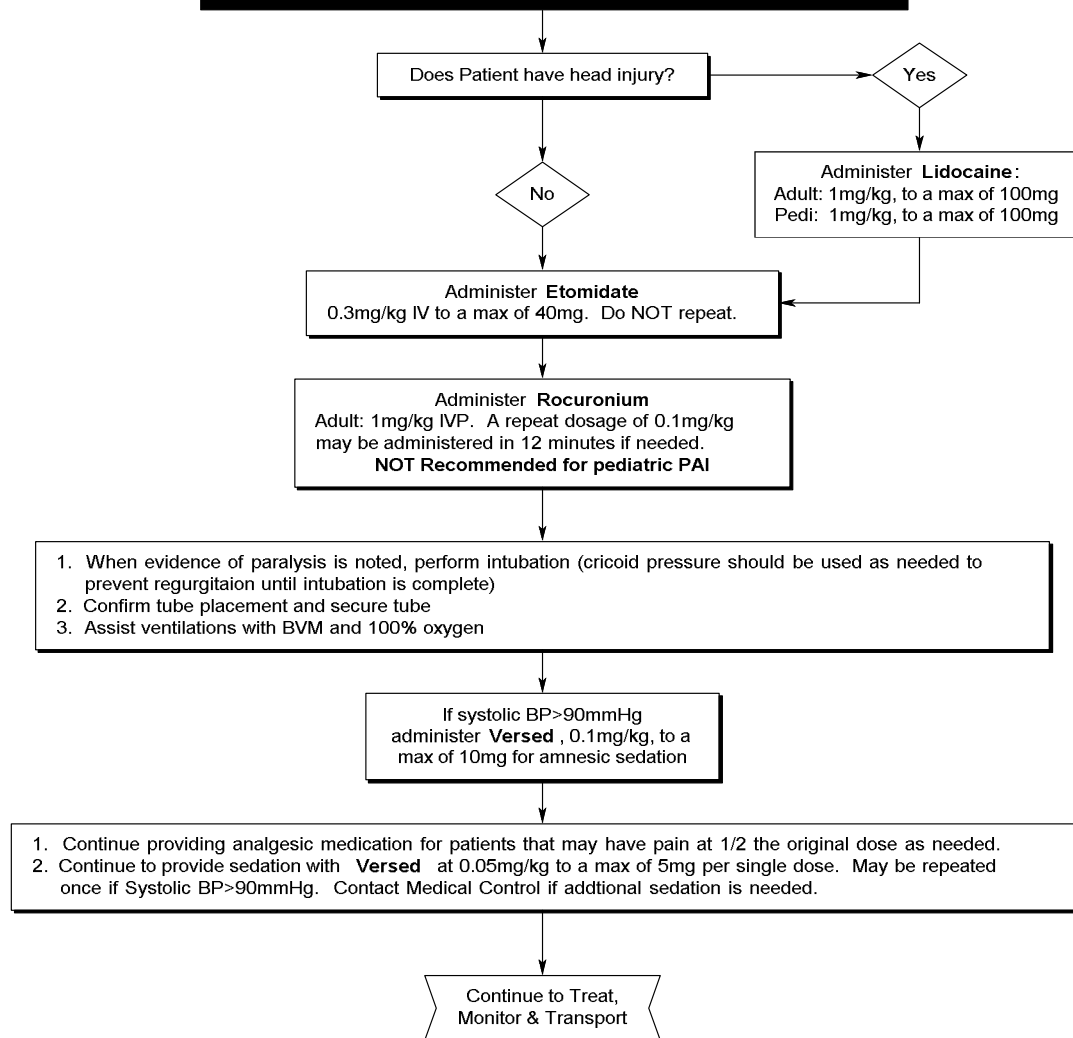 Does Patient have head injury?
Yes
No
Administer Lidocaine:
Adult: 1mg/kg, to a max of 100mg
Pedi: 1mg/kg, to a max of 100mg
Administer Etomidate
0.3mg/kg IV to a max of 40mg. Do NOT repeat.
Administer Rocuronium
Adult: 1mg/kg IVP. A repeat dosage of 0.1mg/kg
may be administered in 12 minutes if needed.
NOT Recommended for pediatric PAI
1. When evidence of paralysis is noted, perform intubation (cricoid pressure should be used as needed to
prevent regurgitaion until intubation is complete)
2. Confirm tube placement and secure tube
3. Assist ventilations with BVM and 100% oxygen
If systolic BP>90mmHg
administer Versed , 0.1mg/kg, to a
max of 10mg for amnesic sedation
1. Continue providing analgesic medication for patients that may have pain at 1/2 the original dose as needed.
2. Continue to provide sedation with Versed at 0.05mg/kg to a max of 5mg per single dose. May be repeated
once if Systolic BP>90mmHg. Contact Medical Control if addtional sedation is needed.
Continue to Treat,
Monitor & Transport